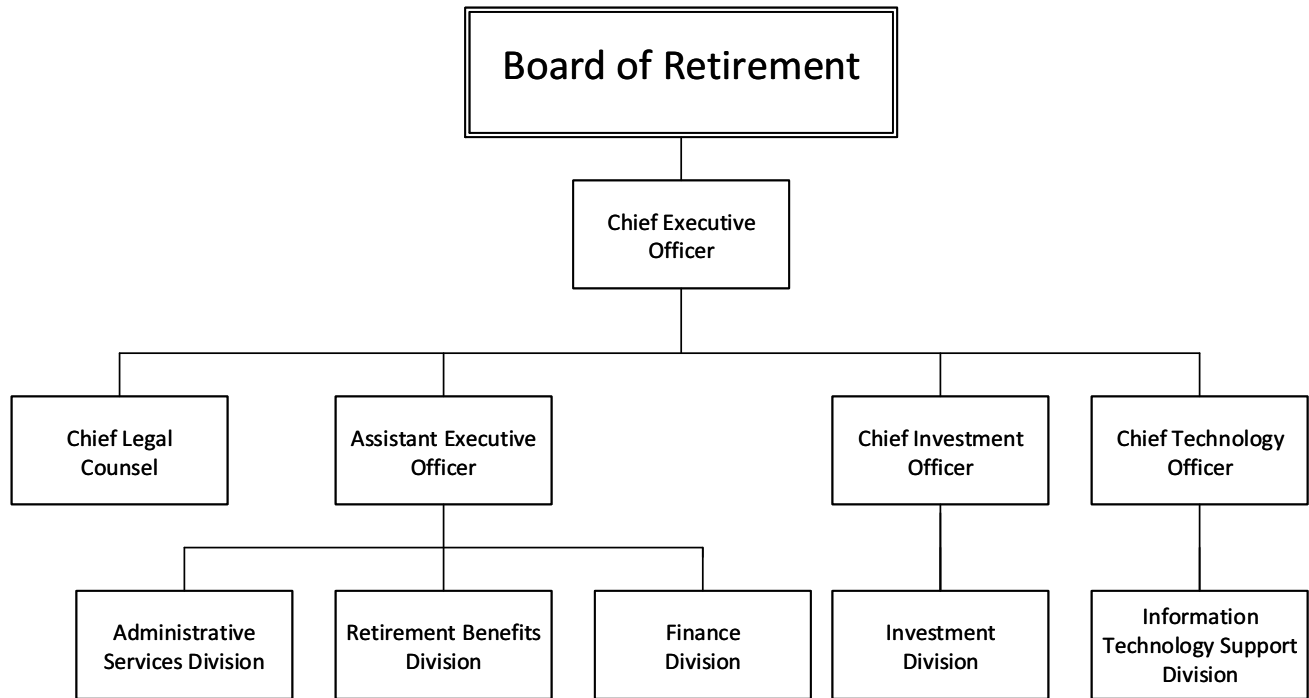 Board of Retirement
Chief Executive
Officer
Chief Legal
Counsel
Assistant Executive
Officer
Chief Investment
Officer
Chief Technology
Officer
Administrative
Services Division
Retirement Benefits
Division
Finance
Division
Investment
Division
Information
Technology Support
Division